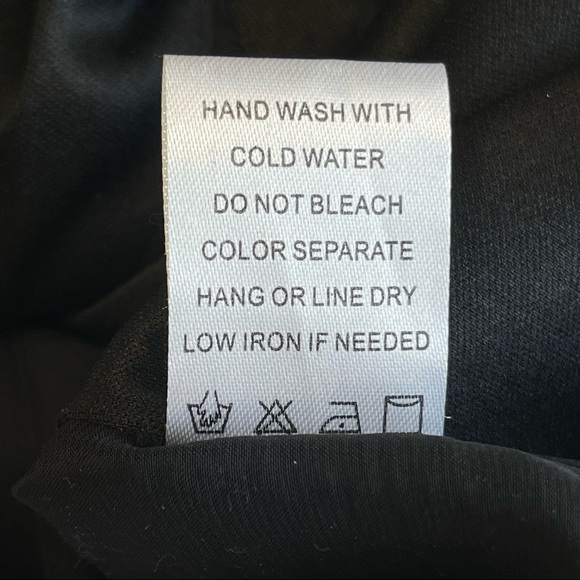 HAND WASH WITH
COLD WATER
DO NOT BLEACH
COLOR SEPARATE
HANG OR LINE DRY
LOW IRON IF NEEDED